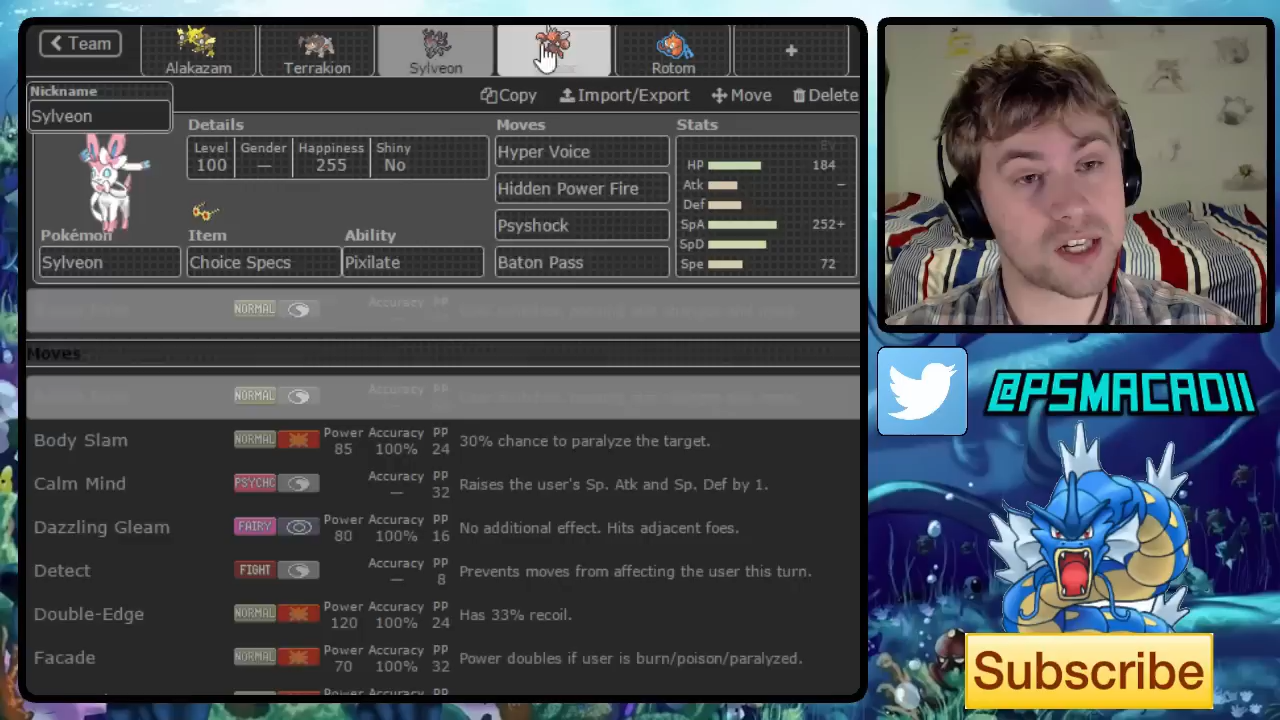 Team
Alakazam
Terrakion
Sylveon
Rotom
+
Nickname
Sylveon
Copy
Import/Export
Move
Delete
Details
Level Gender Happiness Shiny
100 — 255 No
Pokémon
Sylveon
Item
Choice Specs
Ability
Pixilate
Moves
Hyper Voice
Hidden Power Fire
Psyshock
Baton Pass
Stats
EV
HP 184
Atk –
Def
SpA 252+
SpD
Spe 72
NORMAL Accuracy PP
Moves
NORMAL Accuracy PP
Body Slam NORMAL Power 85 Accuracy 100% PP 24 30% chance to paralyze the target.
Calm Mind PSYCHC Accuracy — PP 32 Raises the user's Sp. Atk and Sp. Def by 1.
Dazzling Gleam FAIRY Power 80 Accuracy 100% PP 16 No additional effect. Hits adjacent foes.
Detect FIGHT Accuracy — PP 8 Prevents moves from affecting the user this turn.
Double-Edge NORMAL Power 120 Accuracy 100% PP 24 Has 33% recoil.
Facade NORMAL Power 70 Accuracy 100% PP 32 Power doubles if user is burn/poison/paralyzed.
@PSMACADII
Subscribe